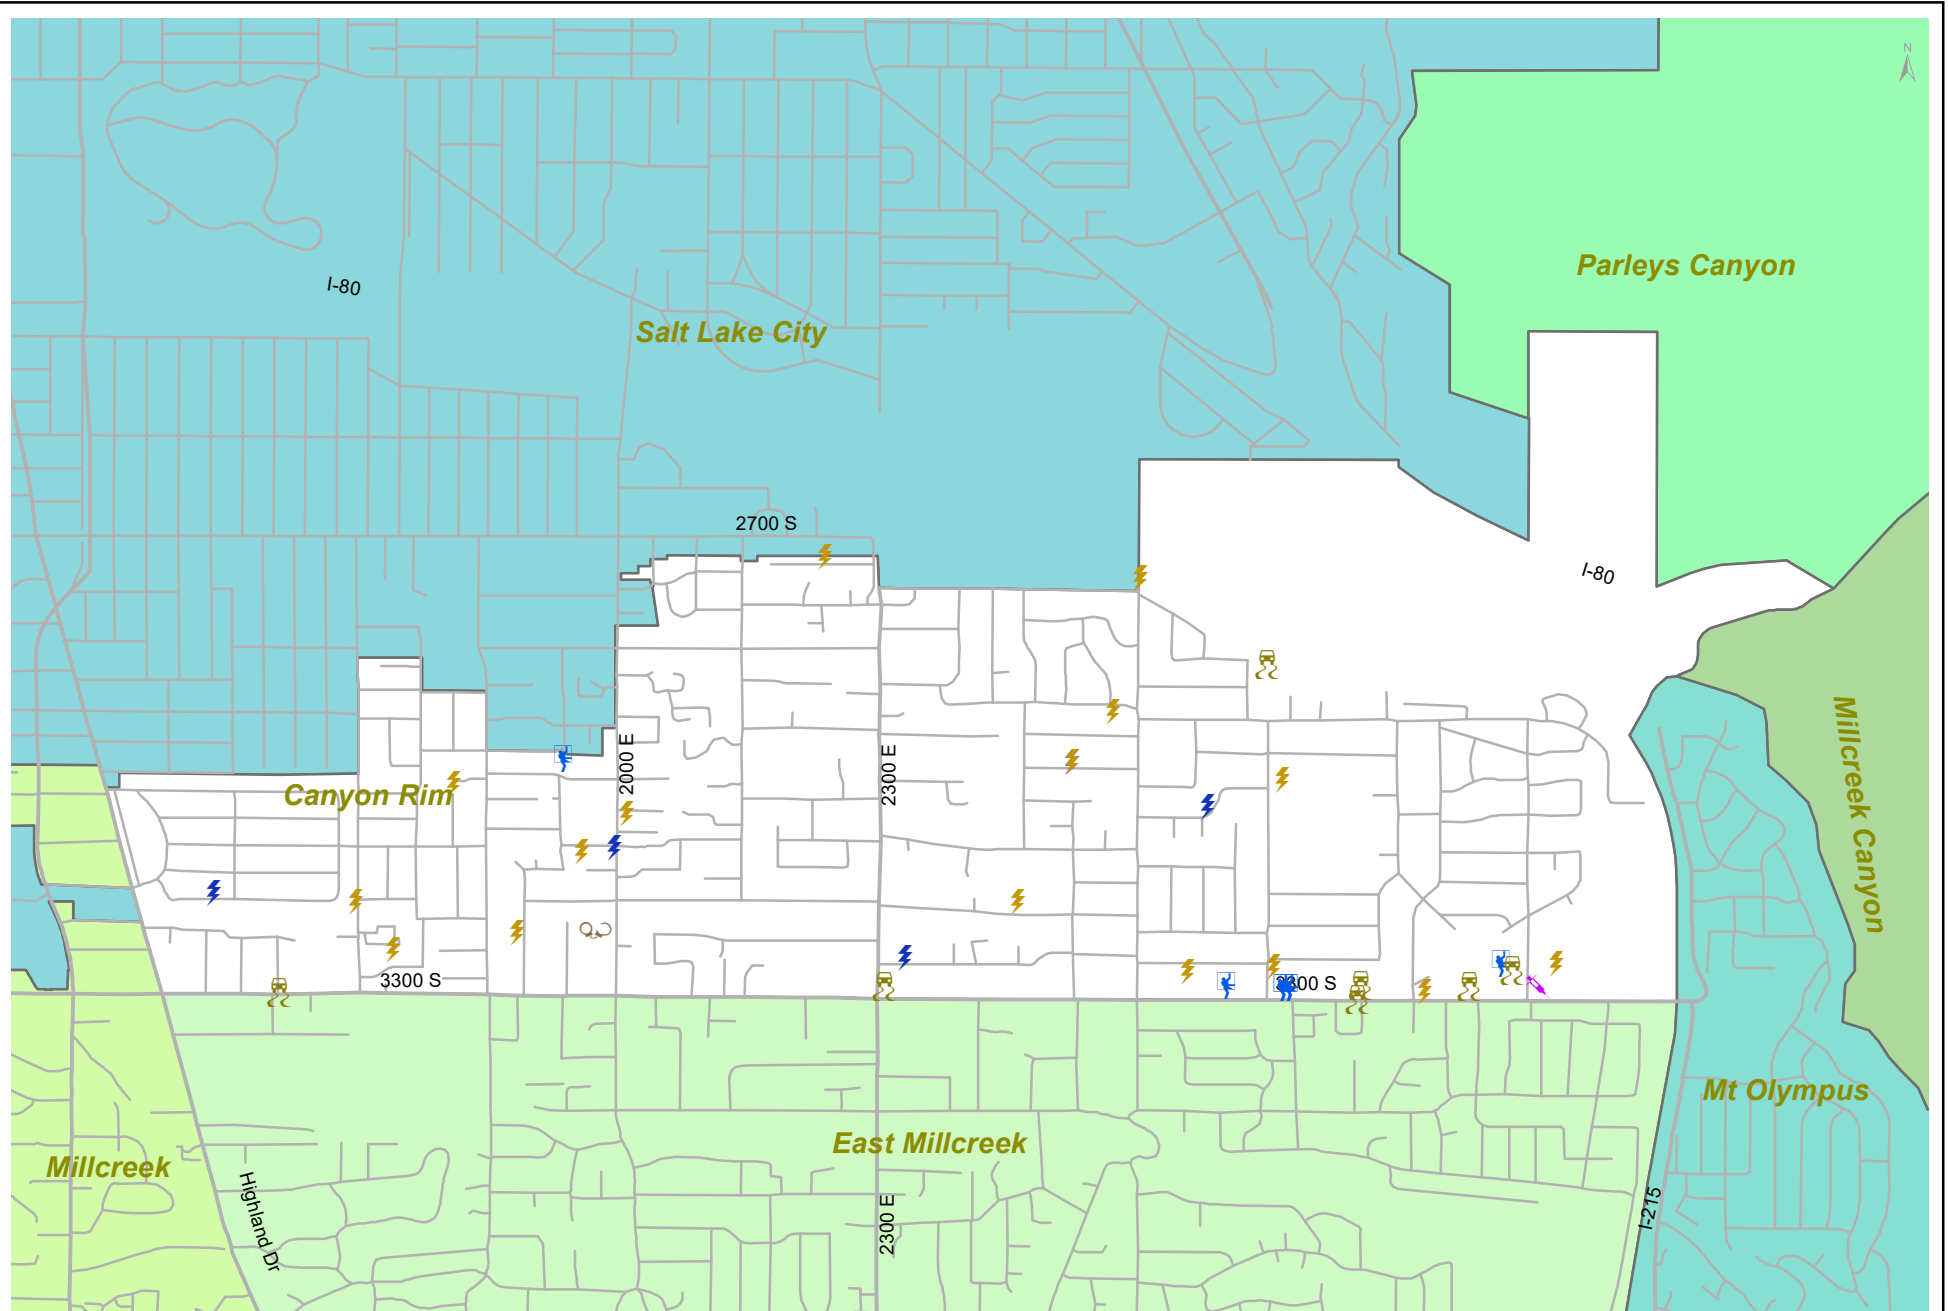 N
Parleys Canyon
I-80
Salt Lake City
2700 S
I-80
Millcreek Canyon
2000 E
2300 E
Canyon Rim
3300 S
3300 S
Mt Olympus
East Millcreek
Millcreek
Highland Dr
2300 E
I-215